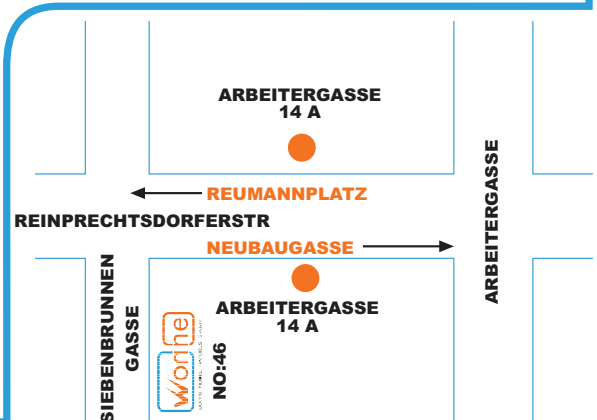 ARBEITERGASSE
14 A
REUMANNPLATZ
REINPRECHTSDORFERSTR
NEUBAUGASSE
ARBEITERGASSE
ARBEITERGASSE
14 A
SIEBENBRUNNEN
GASSE
NO:46